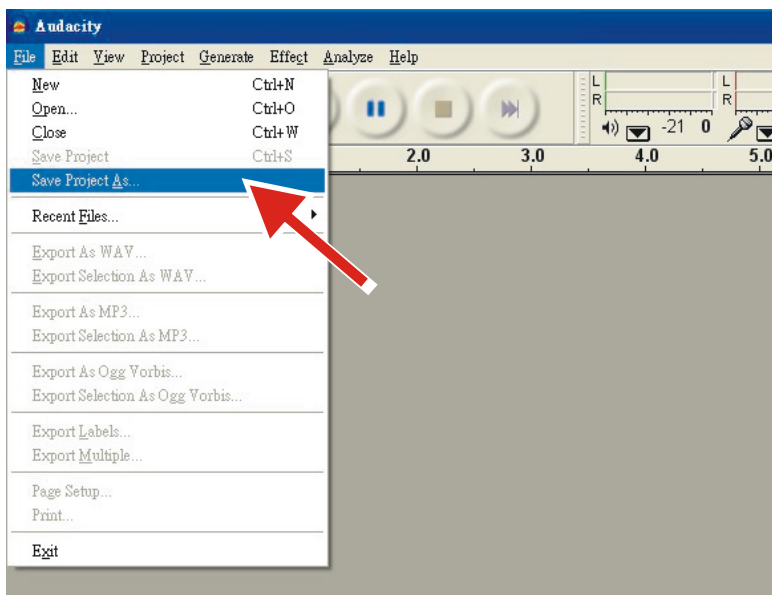 Audacity
File Edit View Project Generate Effect Analyze Help
New Ctrl+N
Open... Ctrl+O
Close Ctrl+W
Save Project Ctrl+S
Save Project As...
Recent Files...
Export As WAV...
Export Selection As WAV...
Export As MP3...
Export Selection As MP3...
Export As Ogg Vorbis...
Export Selection As Ogg Vorbis...
Export Labels...
Export Multiple...
Page Setup...
Print...
Exit
L L
R R
-21 0
2.0 3.0 4.0 5.0